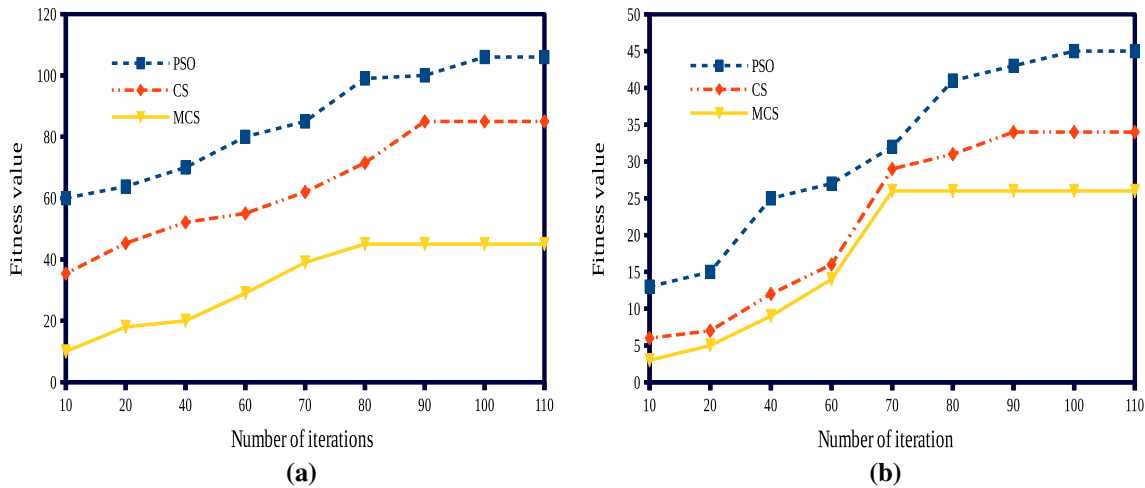 120
100
80
60
40
20
0
Fitness value
PSO
CS
MCS
10 20 40 60 70 80 90 100 110
Number of iterations
(a)
50
45
40
34
30
25
20
15
10
5
0
Fitness value
PSO
CS
MCS
10 20 40 60 70 80 90 100 110
Number of iteration
(b)